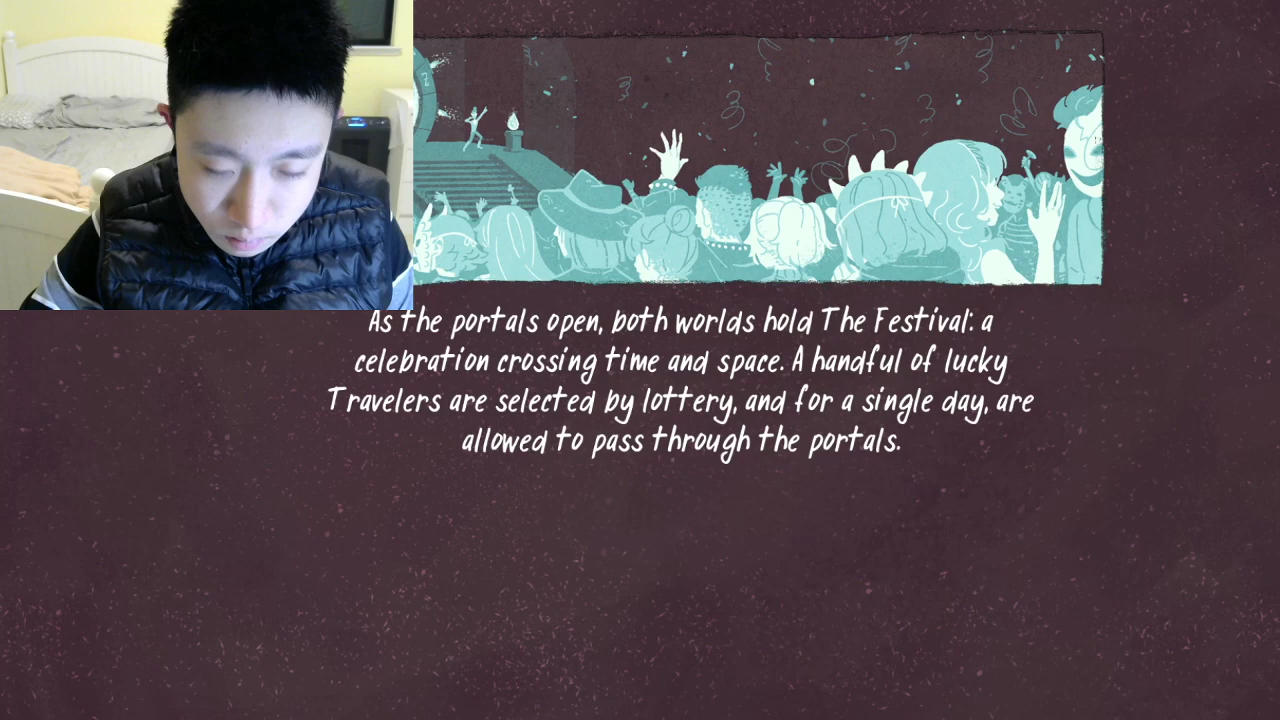 As the portals open, both worlds hold The Festival: a
celebration crossing time and space. A handful of lucky
Travelers are selected by lottery, and for a single day, are
allowed to pass through the portals.